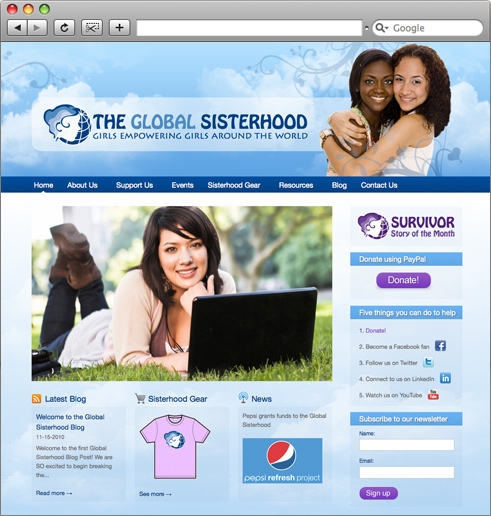 Google
THE GLOBAL SISTERHOOD
GIRLS EMPOWERING GIRLS AROUND THE WORLD
Home About Us Support Us Events Sisterhood Gear Resources Blog Contact Us
SURVIVOR
Story of the Month
Donate using PayPal
Donate!
Five things you can do to help
1. Donate!
2. Become a Facebook fan
3. Follow us on Twitter
4. Connect to us on LinkedIn
5. Watch us on YouTube
Latest Blog
Welcome to the Global
Sisterhood Blog
11-15-2010
Welcome to the first Global
Sisterhood Blog Post! We are
SO excited to begin breaking
the...
Read more →
Sisterhood Gear
See more →
News
Pepsi grants funds to the Global
Sisterhood
pepsi refresh project
Subscribe to our newsletter
Name:
Email:
Sign up